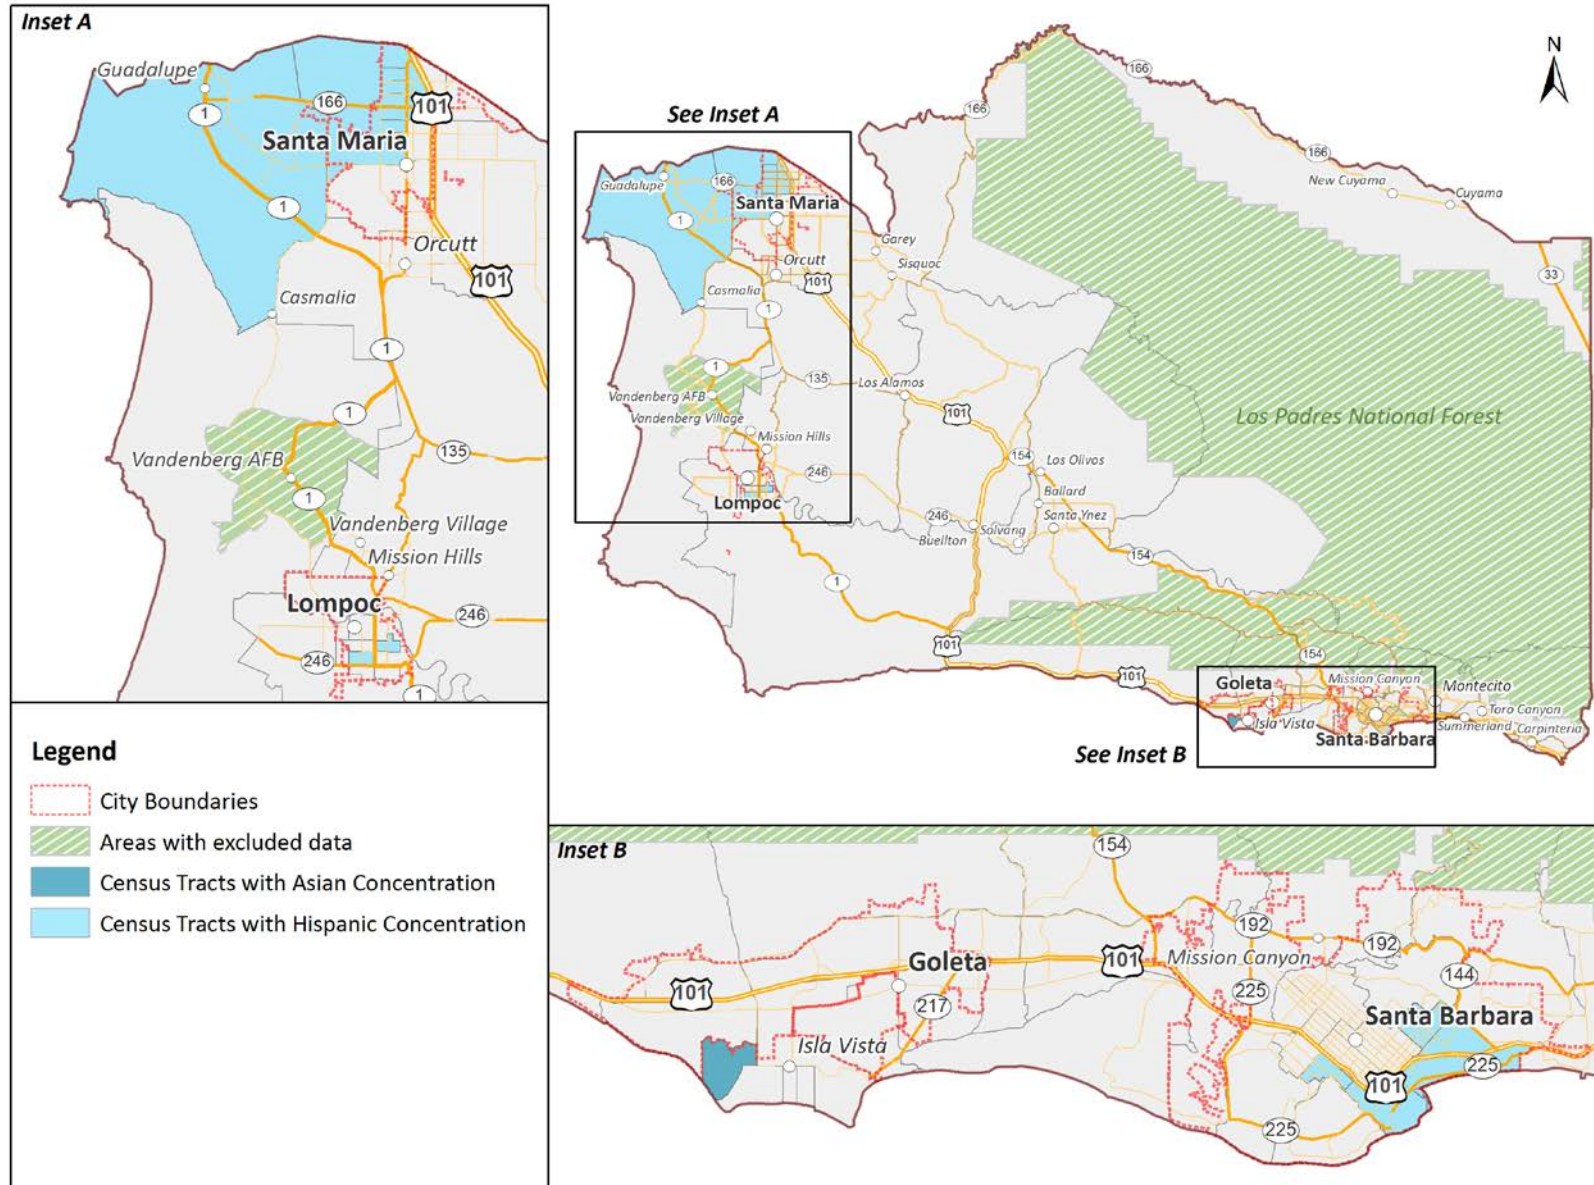 Inset A
Guadalupe
1
166
101
Santa Maria
1
Orcutt
101
Casmalia
1
1
135
Vandenberg AFB
1
Vandenberg Village
Mission Hills
Lompoc
246
246
1
Legend
City Boundaries
Areas with excluded data
Census Tracts with Asian Concentration
Census Tracts with Hispanic Concentration
N
166
166
See Inset A
166
New Cuyama
Cuyama
Guadalupe
166
Santa Maria
1
Garey
33
Orcutt
Sisquoc
101
Casmalia
1
1
135
Los Alamos
Vandenberg AFB
101
Los Padres National Forest
Vandenberg Village
Mission Hills
154
Los Olivos
246
Ballard
Lompoc
246
Santa Ynez
Solvang
Buellton
154
1
101
154
101
Goleta
Mission Canyon
Montecito
Toro Canyon
Isla Vista
Summerland
Carpinteria
Santa Barbara
See Inset B
Inset B
154
192
192
Goleta
101
Mission Canyon
144
101
225
217
Santa Barbara
Isla Vista
225
101
225